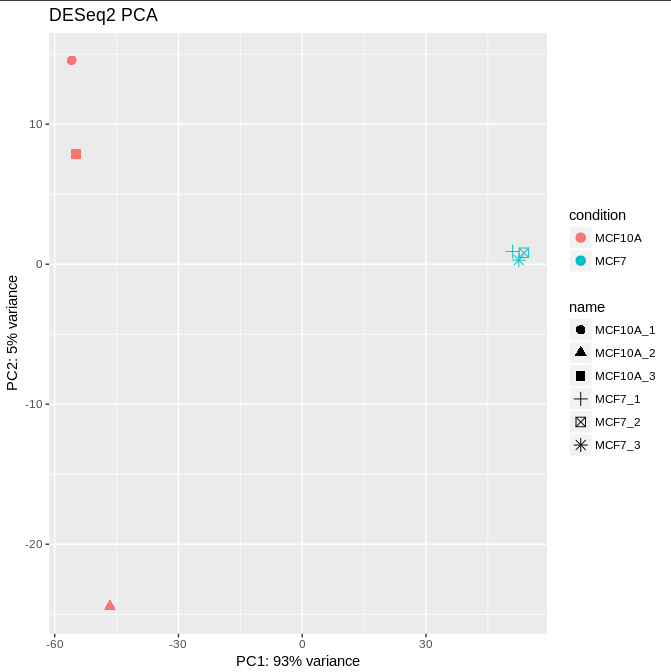 DESeq2 PCA
10
0
-10
-20
PC2: 5% variance
-60
-30
0
30
PC1: 93% variance
condition
MCF10A
MCF7
name
MCF10A_1
MCF10A_2
MCF10A_3
MCF7_1
MCF7_2
MCF7_3